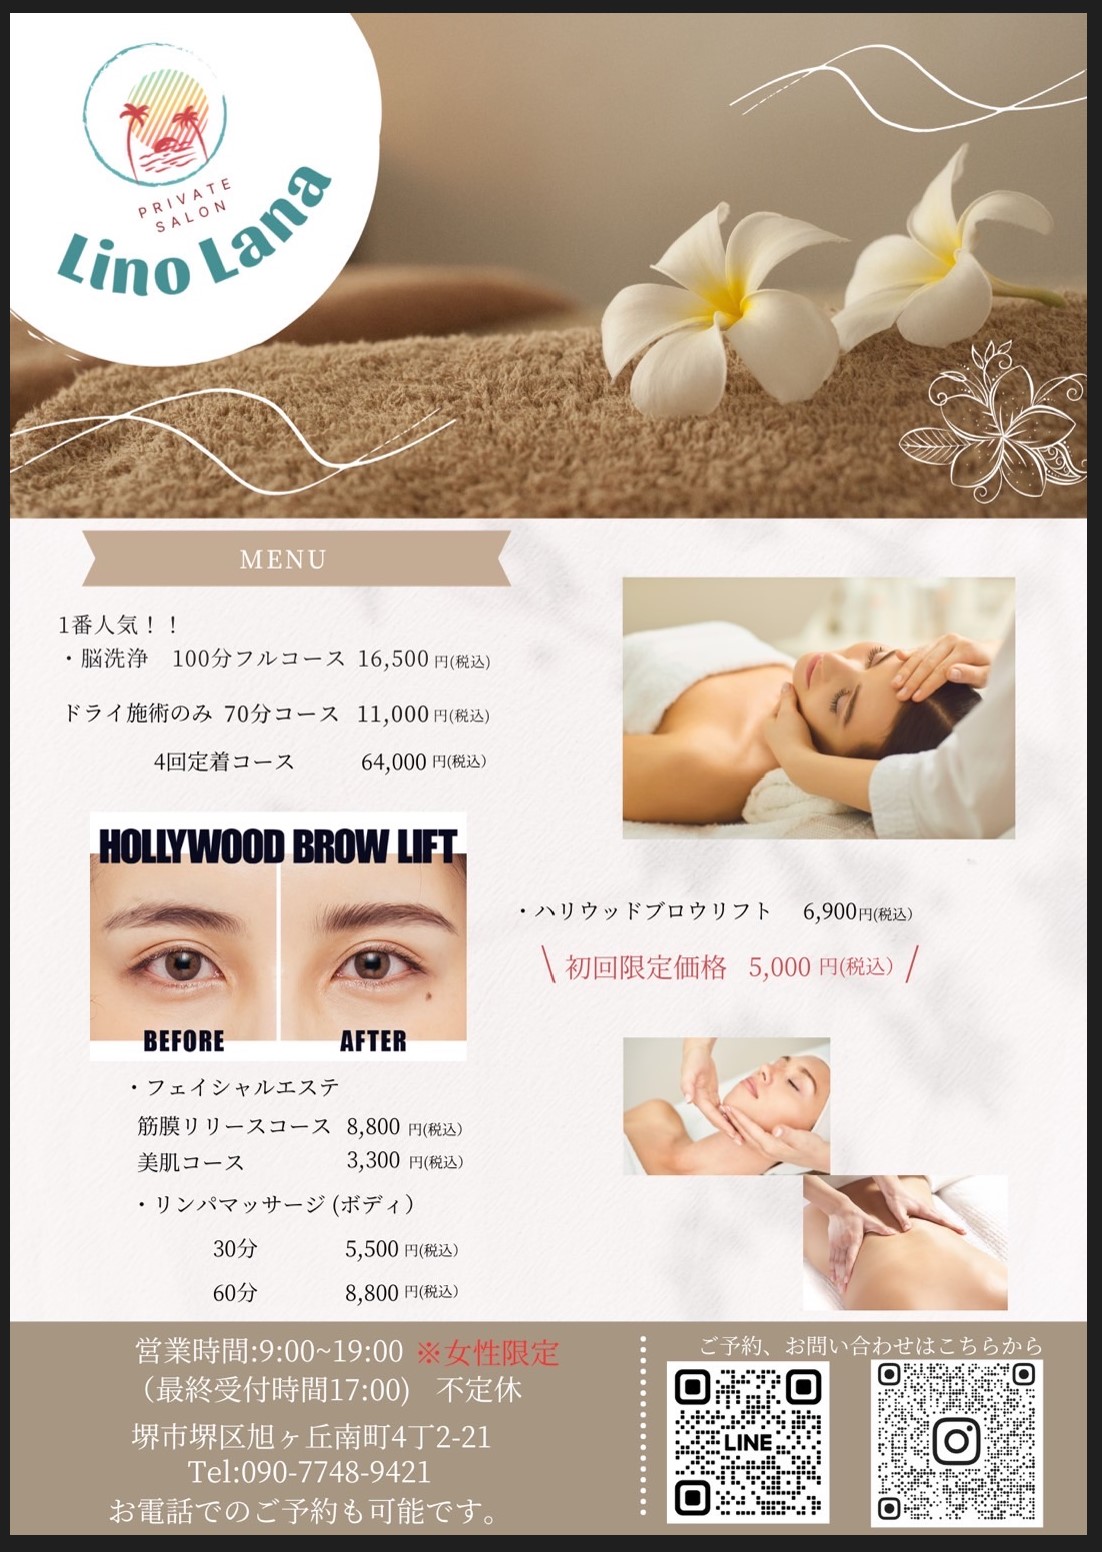 PRIVATE
SALON
Lino Lana
MENU
1番人気！！
・脳洗浄 100分フルコース 16,500 円(税込)
ドライ施術のみ 70分コース 11,000 円(税込)
4回定着コース 64,000 円(税込)
HOLLYWOOD BROW LIFT
BEFORE AFTER
・ハリウッドブロウリフト 6,900円(税込)
\ 初回限定価格 5,000 円(税込) /
・フェイシャルエステ
筋膜リリースコース 8,800 円(税込)
美肌コース 3,300 円(税込)
・リンパマッサージ (ボディ)
30分 5,500 円(税込)
60分 8,800 円(税込)
営業時間:9:00~19:00 ※女性限定
(最終受付時間17:00) 不定休
堺市堺区旭ヶ丘南町4丁2-21
Tel:090-7748-9421
お電話でのご予約も可能です。
ご予約、お問い合わせはこちらから
LINE